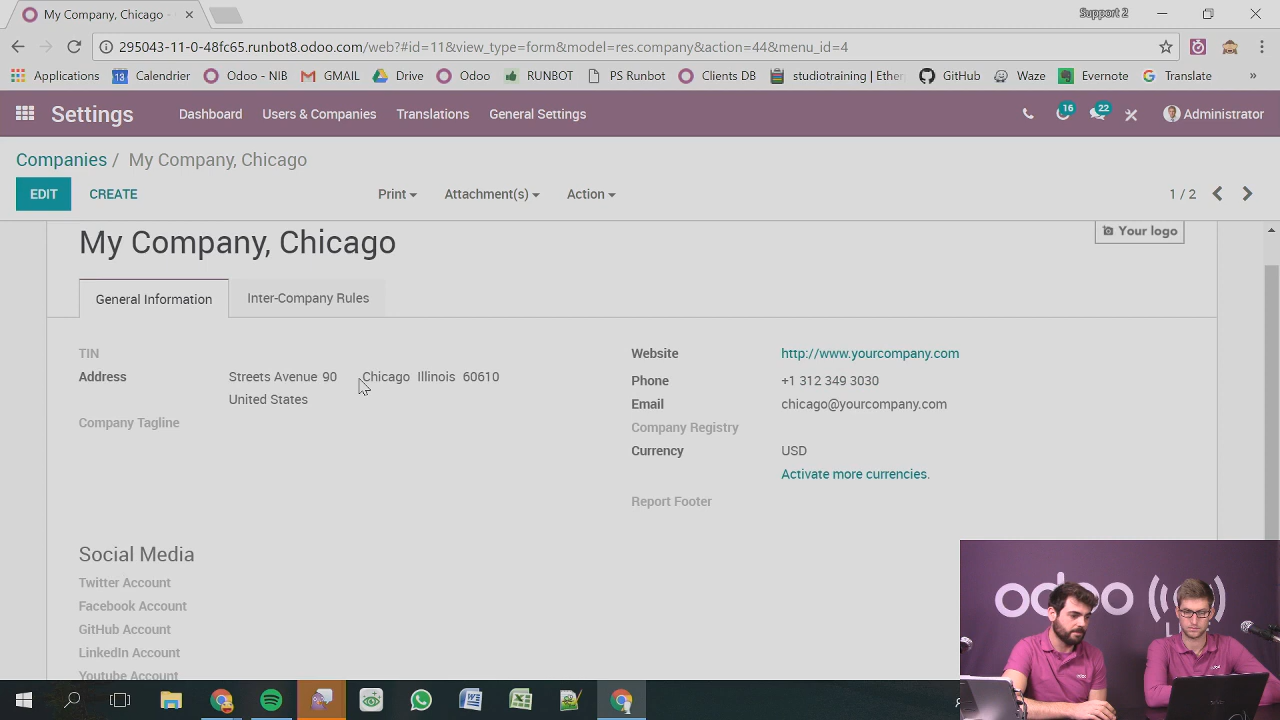 My Company, Chicago -
Support 2
295043-11-0-48fc65.runbot8.odoo.com/web?#id=11&view_type=form&model=res.company&action=44&menu_id=4
Applications Calendrier Odoo - NIB GMAIL Drive Odoo RUNBOT PS Runbot Clients DB studiotraining | Ether GitHub Waze Evernote Translate »
Settings Dashboard Users & Companies Translations General Settings 16 22 Administrator
Companies / My Company, Chicago
EDIT CREATE Print Attachment(s) Action 1 / 2
My Company, Chicago
Your logo
General Information Inter-Company Rules
TIN
Address Streets Avenue 90 Chicago Illinois 60610
United States
Company Tagline
Website http://www.yourcompany.com
Phone +1 312 349 3030
Email chicago@yourcompany.com
Company Registry
Currency USD
Activate more currencies.
Report Footer
Social Media
Twitter Account
Facebook Account
GitHub Account
LinkedIn Account
Youtube Account
odoo